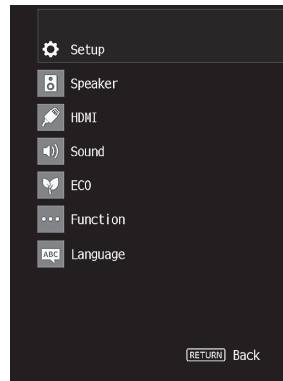 Setup
Speaker
HDMI
Sound
ECO
Function
ABC Language
RETURN Back